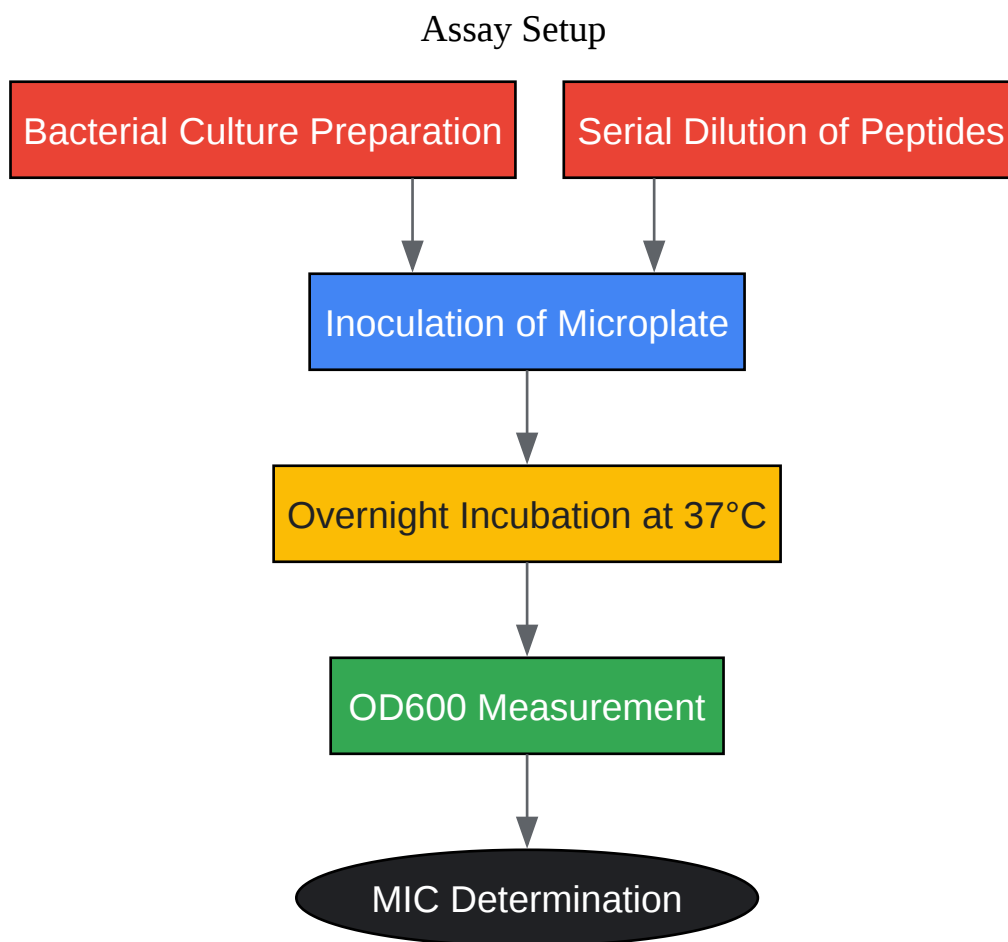 Assay Setup
Bacterial Culture Preparation
Serial Dilution of Peptides
Inoculation of Microplate
Overnight Incubation at 37°C
OD600 Measurement
MIC Determination